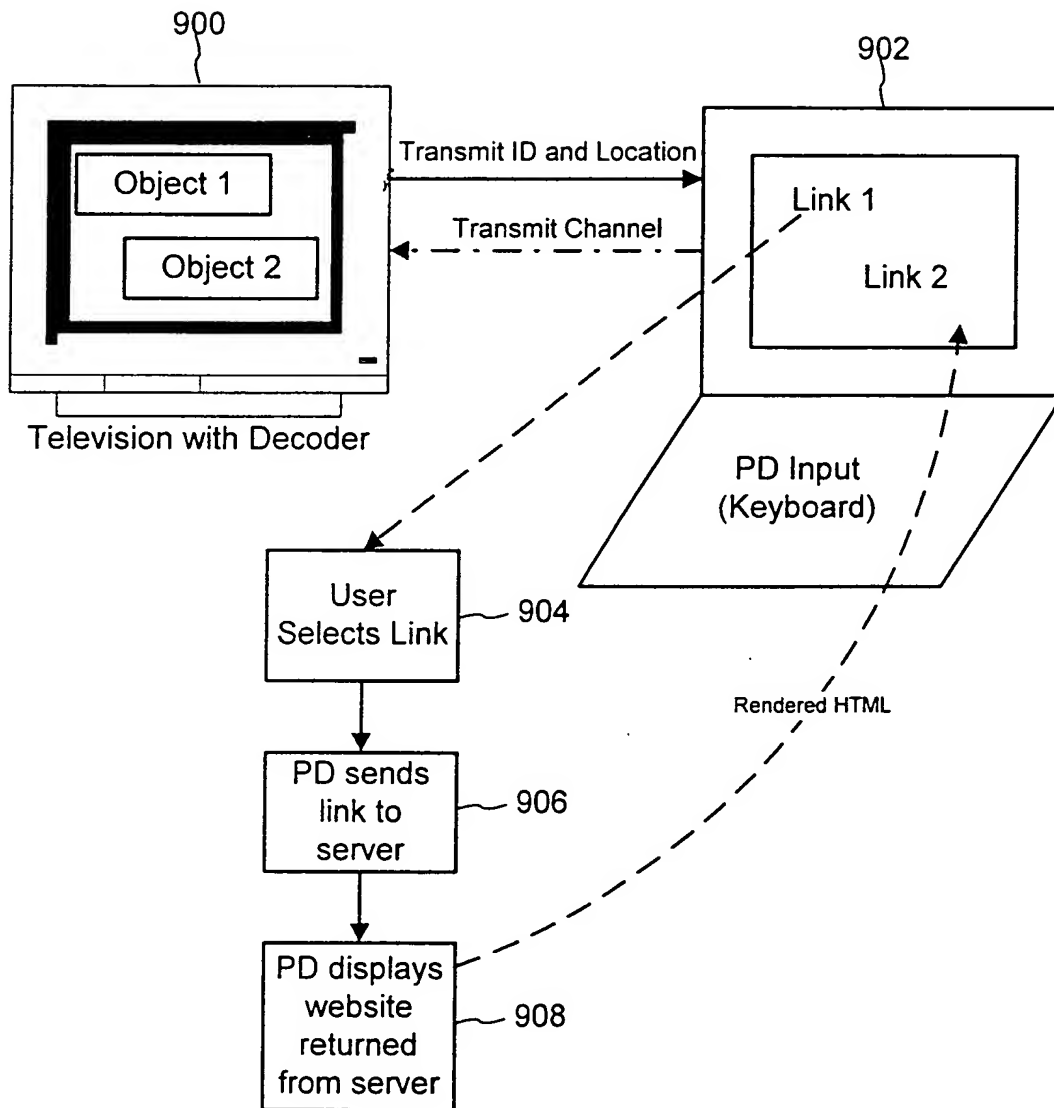 900
902
Object 1
Object 2
Television with Decoder
Transmit ID and Location
Transmit Channel
Link 1
Link 2
PD Input
(Keyboard)
User
Selects Link
904
PD sends
link to
server
906
PD displays
website
returned
from server
908
Rendered HTML